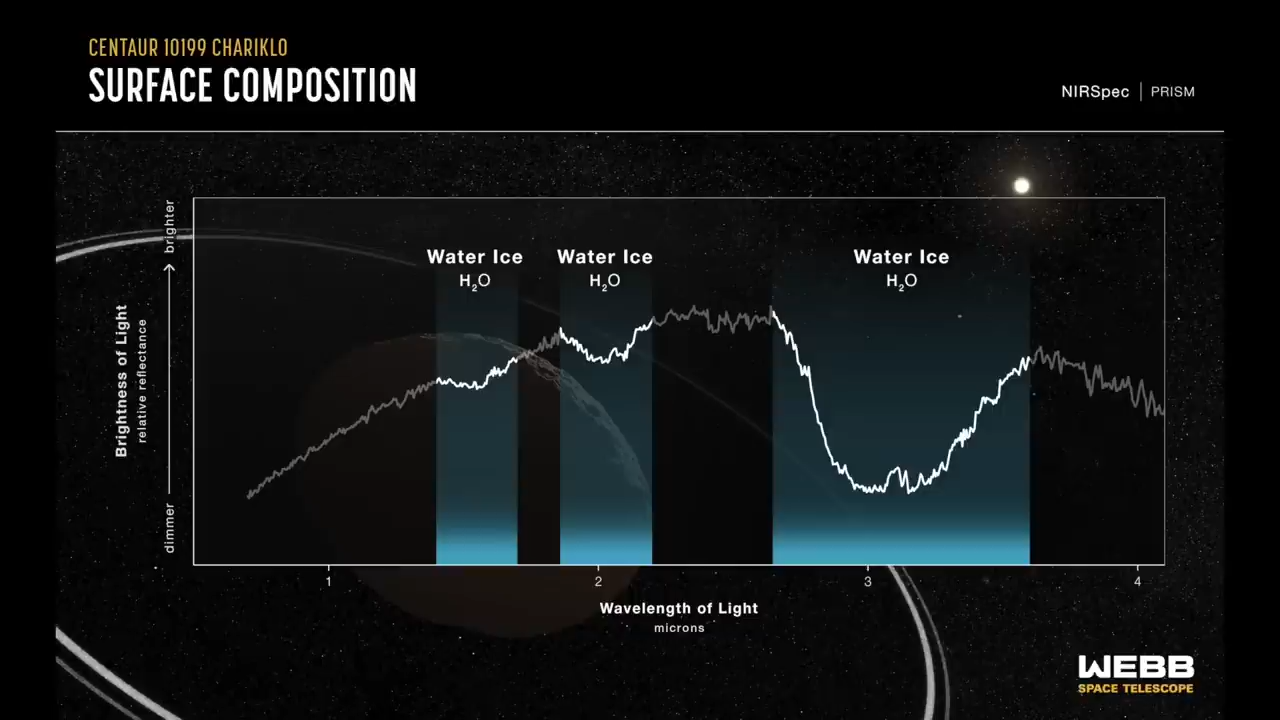 CENTAUR 10199 CHARIKLO
SURFACE COMPOSITION
NIRSpec | PRISM
brighter
Brightness of Light
relative reflectance
dimmer
Water Ice
H₂O
Water Ice
H₂O
Water Ice
H₂O
1
2
3
4
Wavelength of Light
microns
WEBB
SPACE TELESCOPE